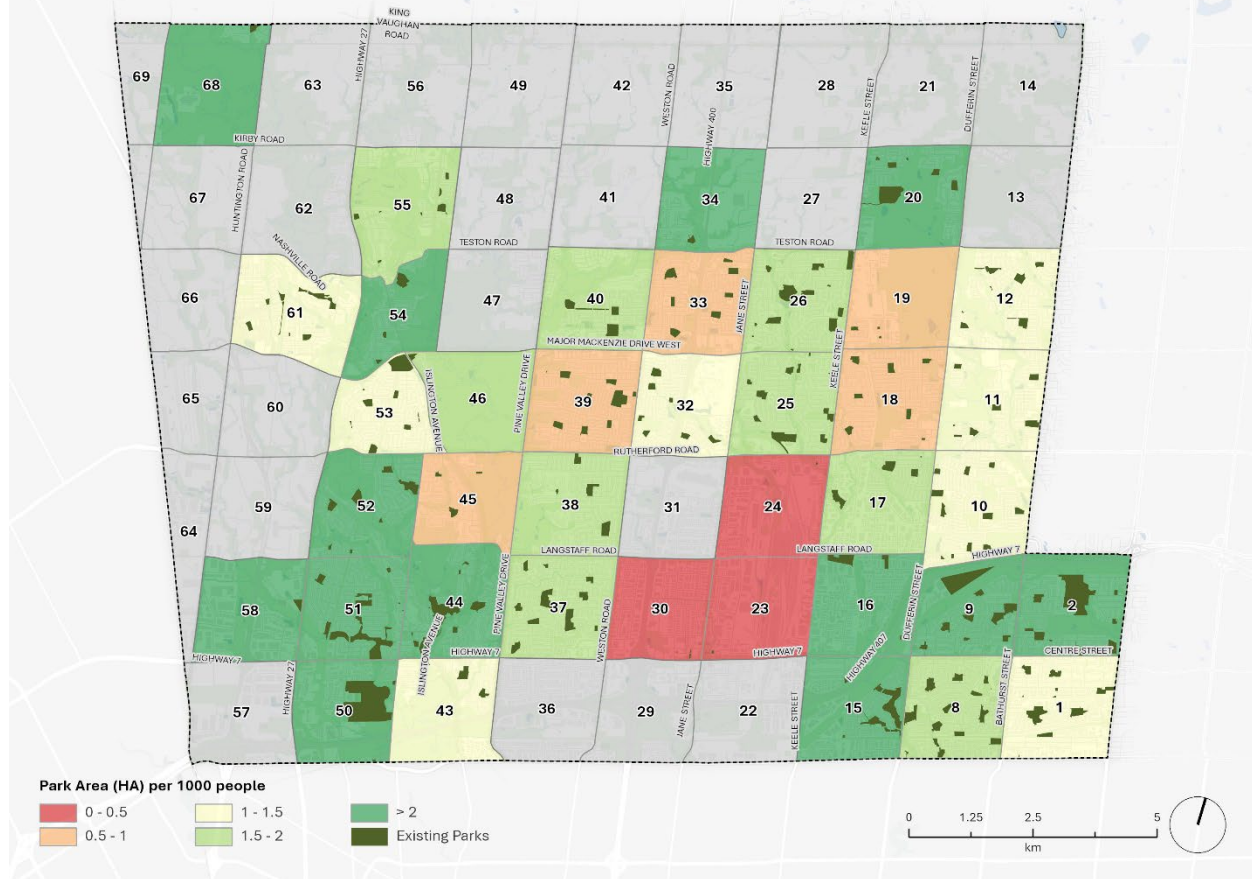 KING
VAUGHAN
ROAD
HIGHWAY 27
69
68
63
56
49
42
WESTON ROAD
35
HIGHWAY 400
28
KEELE STREET
21
DUFFERIN STREET
14
KIRBY ROAD
67
HUNTINGTON ROAD
62
55
48
41
34
27
20
13
TESTON ROAD
TESTON ROAD
NASHVILLE ROAD
66
61
54
47
40
33
JANE STREET
26
19
12
MAJOR MACKENZIE DRIVE WEST
KEELE STREET
65
60
53
ISLINGTON AVENUE
46
PINE VALLEY DRIVE
39
32
25
18
11
RUTHERFORD ROAD
64
59
52
45
38
31
24
17
10
LANGSTAFF ROAD
LANGSTAFF ROAD
HIGHWAY 7
58
51
44
PINE VALLEY DRIVE
37
WESTON ROAD
30
23
16
DUFFERIN STREET
9
2
HIGHWAY 7
ISLINGTON AVENUE
HIGHWAY 7
HIGHWAY 7
HIGHWAY 407
BATHURST STREET
CENTRE STREET
57
HIGHWAY 27
50
43
36
29
JANE STREET
22
KEELE STREET
15
8
1
Park Area (HA) per 1000 people
0 - 0.5
1 - 1.5
> 2
0.5 - 1
1.5 - 2
Existing Parks
0
1.25
2.5
5
km